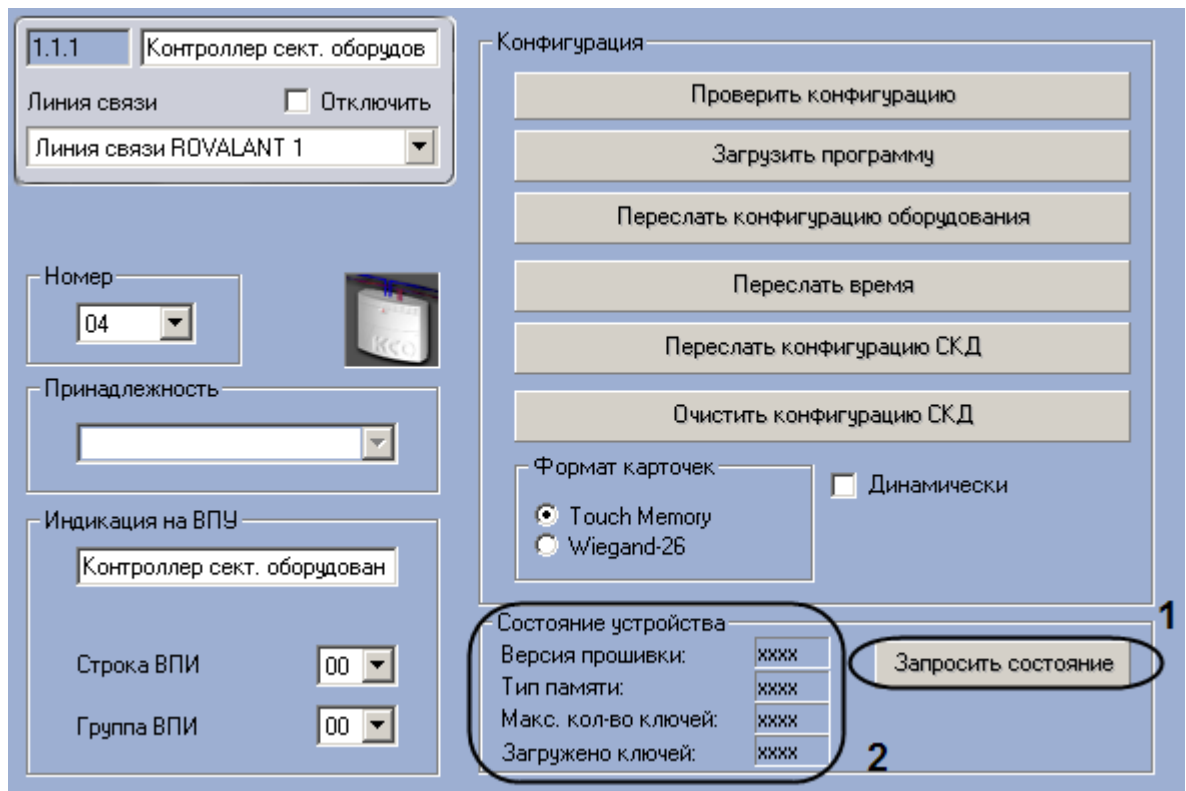 1.1.1
Контроллер сект. оборудов
Линия связи
Отключить
Линия связи ROVALANT 1
Номер
04
КСО
Принадлежность
Индикация на ВПУ
Контроллер сект. оборудован
Строка ВПИ
00
Группа ВПИ
00
Конфигурация
Проверить конфигурацию
Загрузить программу
Переслать конфигурацию оборудования
Переслать время
Переслать конфигурацию СКД
Очистить конфигурацию СКД
Формат карточек
Touch Memory
Wiegand-26
Динамически
Состояние устройства
Версия прошивки: xxxx
Тип памяти: xxxx
Макс. кол-во ключей: xxxx
Загружено ключей: xxxx
Запросить состояние
1
2